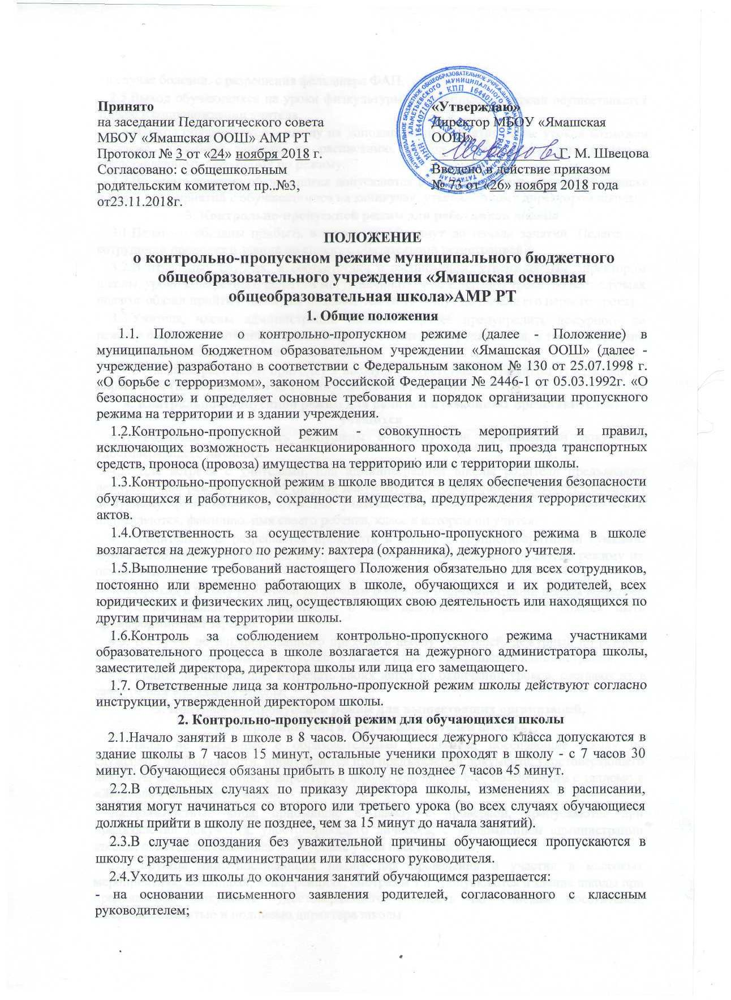 Принято
на заседании Педагогического совета
МБОУ «Ямашская ООШ» АМР РТ
Протокол № 3 от «24» ноября 2018 г.
Согласовано: с общешкольным
родительским комитетом пр..№3,
от23.11.2018г.
«Утверждаю»
Директор МБОУ «Ямашская
ООШ»
Г. М. Швецова
Введено в действие приказом
№ 73 от «26» ноября 2018 года
ДЛЯ ДОКУМЕНТОВ
ПОЛОЖЕНИЕ
о контрольно-пропускном режиме муниципального бюджетного
общеобразовательного учреждения «Ямашская основная
общеобразовательная школа»АМР РТ
1. Общие положения
1.1. Положение о контрольно-пропускном режиме (далее - Положение) в
муниципальном бюджетном образовательном учреждении «Ямашская ООШ» (далее -
учреждение) разработано в соответствии с Федеральным законом № 130 от 25.07.1998 г.
«О борьбе с терроризмом», законом Российской Федерации № 2446-1 от 05.03.1992г. «О
безопасности» и определяет основные требования и порядок организации пропускного
режима на территории и в здании учреждения.
1.2.Контрольно-пропускной режим - совокупность мероприятий и правил,
исключающих возможность несанкционированного прохода лиц, проезда транспортных
средств, проноса (провоза) имущества на территорию или с территории школы.
1.3.Контрольно-пропускной режим в школе вводится в целях обеспечения безопасности
обучающихся и работников, сохранности имущества, предупреждения террористических
актов.
1.4.Ответственность за осуществление контрольно-пропускного режима в школе
возлагается на дежурного по режиму: вахтера (охранника), дежурного учителя.
1.5.Выполнение требований настоящего Положения обязательно для всех сотрудников,
постоянно или временно работающих в школе, обучающихся и их родителей, всех
юридических и физических лиц, осуществляющих свою деятельность или находящихся по
другим причинам на территории школы.
1.6.Контроль за соблюдением контрольно-пропускного режима участниками
образовательного процесса в школе возлагается на дежурного администратора школы,
заместителей директора, директора школы или лица его замещающего.
1.7. Ответственные лица за контрольно-пропускной режим школы действуют согласно
инструкции, утвержденной директором школы.
2. Контрольно-пропускной режим для обучающихся школы
2.1.Начало занятий в школе в 8 часов. Обучающиеся дежурного класса допускаются в
здание школы в 7 часов 15 минут, остальные ученики проходят в школу - с 7 часов 30
минут. Обучающиеся обязаны прибыть в школу не позднее 7 часов 45 минут.
2.2.В отдельных случаях по приказу директора школы, изменениях в расписании,
занятия могут начинаться со второго или третьего урока (во всех случаях обучающиеся
должны прийти в школу не позднее, чем за 15 минут до начала занятий).
2.3.В случае опоздания без уважительной причины обучающиеся пропускаются в
школу с разрешения администрации или классного руководителя.
2.4.Уходить из школы до окончания занятий обучающимся разрешается:
- на основании письменного заявления родителей, согласованного с классным
руководителем;